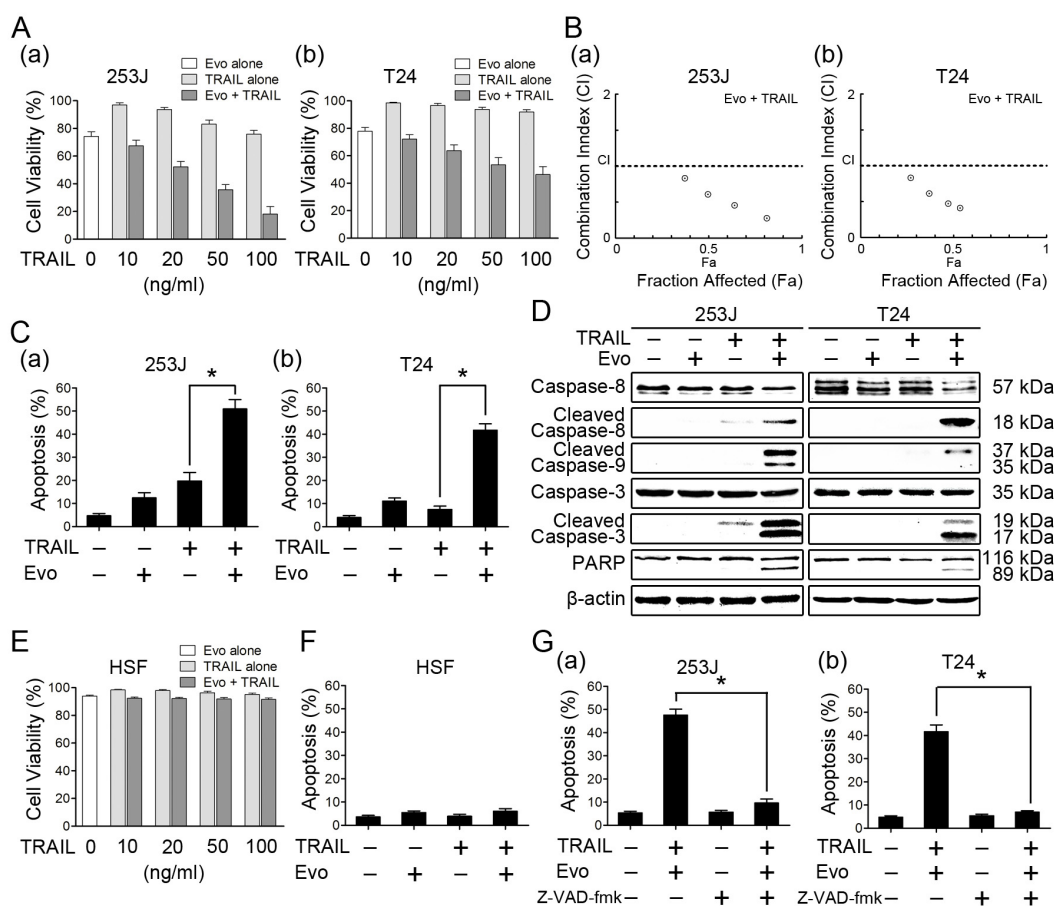 A
(a)
253J
Evo alone
TRAIL alone
Evo + TRAIL
Cell Viability (%)
100
80
60
40
20
0
TRAIL 0 10 20 50 100
(ng/ml)
(b)
T24
Cell Viability (%)
100
80
60
40
20
0
0 10 20 50 100
(ng/ml)
B
(a)
253J
Evo + TRAIL
Combination Inndex (CI)
2
CI
0
0 0.5 1
Fa
Fraction Affected (Fa)
(b)
T24
Evo + TRAIL
Combination Inndex (CI)
2
CI
0
0 0.5 1
Fa
Fraction Affected (Fa)
C
(a)
253J
*
Apoptosis (%)
60
50
40
30
20
10
0
TRAIL − − + +
Evo − + − +
(b)
T24
*
Apoptosis (%)
60
50
40
30
20
10
0
− − + +
− + − +
D
253J T24
TRAIL − − + + − − + +
Evo − + − + − + − +
Caspase-8 57 kDa
Cleaved
Caspase-8 18 kDa
Cleaved 37 kDa
Caspase-9 35 kDa
Caspase-3 35 kDa
Cleaved 19 kDa
Caspase-3 17 kDa
PARP 116 kDa
89 kDa
β-actin
E
HSF
Evo alone
TRAIL alone
Evo + TRAIL
Cell Viability (%)
100
80
60
40
20
0
TRAIL 0 10 20 50 100
(ng/ml)
F
HSF
Apoptosis (%)
60
50
40
30
20
10
0
TRAIL − − + +
Evo − + − +
G
(a)
253J
*
Apoptosis (%)
60
50
40
30
20
10
0
TRAIL − + − +
Evo − + − +
Z-VAD-fmk − − + +
(b)
T24
*
Apoptosis (%)
60
50
40
30
20
10
0
TRAIL − + − +
Evo − + − +
Z-VAD-fmk − − + +